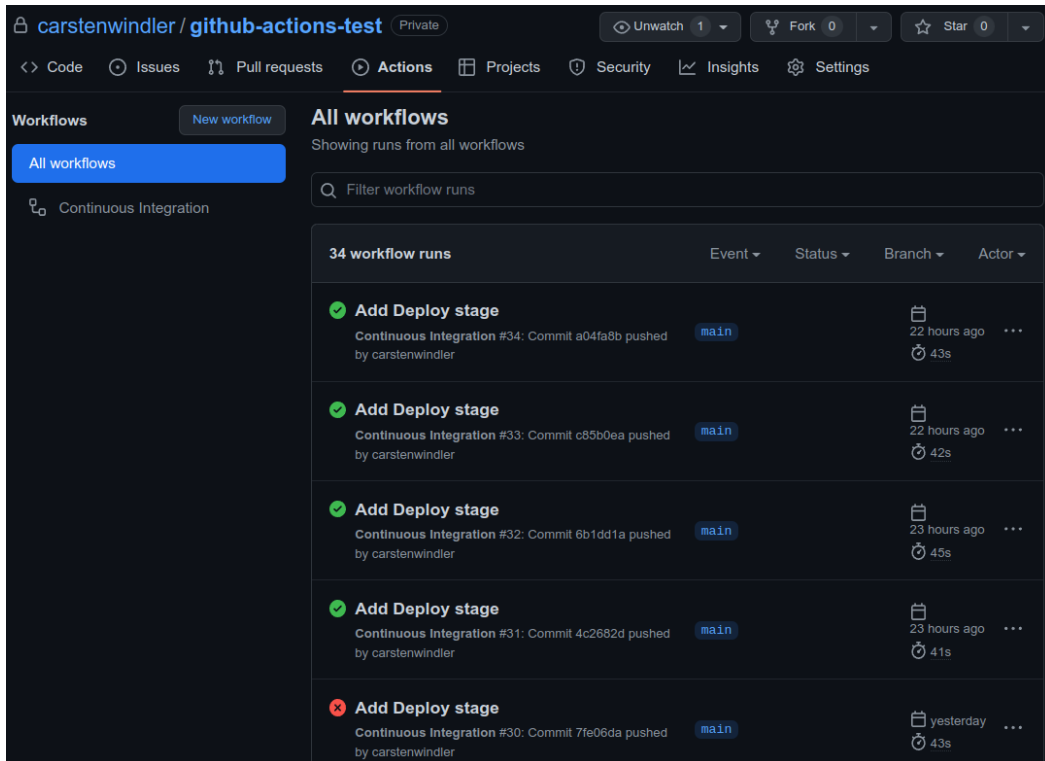 carstenwindler / github-actions-test Private Unwatch 1 Fork 0 Star 0
Code Issues Pull requests Actions Projects Security Insights Settings
Workflows New workflow
All workflows
Continuous Integration
All workflows
Showing runs from all workflows
Filter workflow runs
34 workflow runs Event Status Branch Actor
Add Deploy stage
Continuous Integration #34: Commit a04fa8b pushed
by carstenwindler
main
22 hours ago
43s
Add Deploy stage
Continuous Integration #33: Commit c85b0ea pushed
by carstenwindler
main
22 hours ago
42s
Add Deploy stage
Continuous Integration #32: Commit 6b1dd1a pushed
by carstenwindler
main
23 hours ago
45s
Add Deploy stage
Continuous Integration #31: Commit 4c2682d pushed
by carstenwindler
main
23 hours ago
41s
Add Deploy stage
Continuous Integration #30: Commit 7fe06da pushed
by carstenwindler
main
yesterday
43s